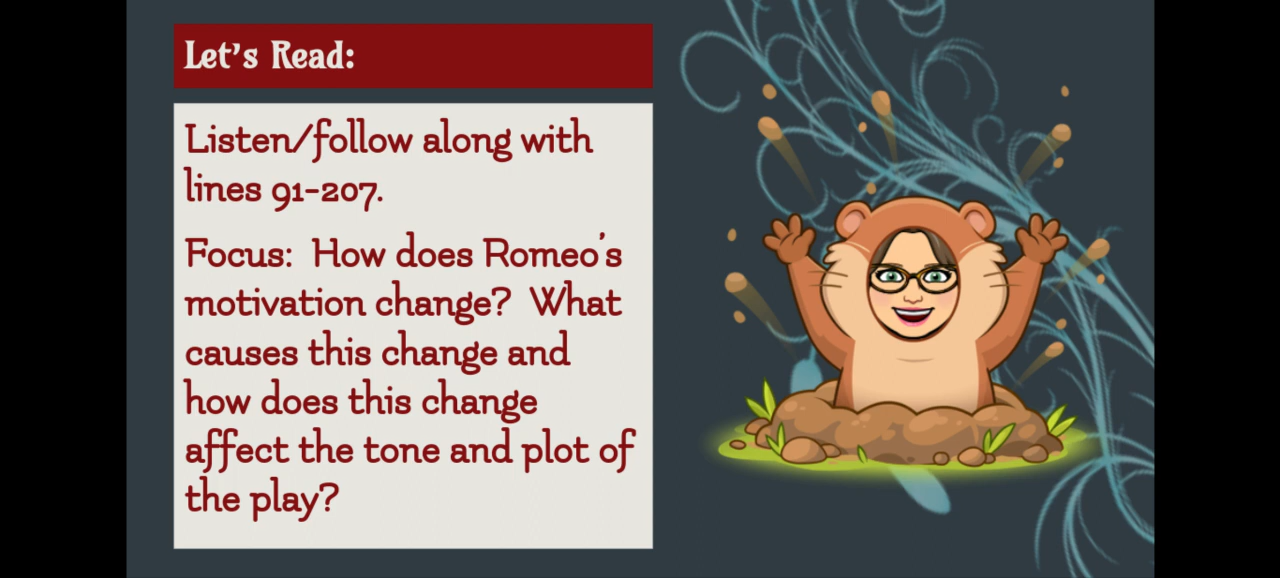 Let's Read:
Listen/follow along with
lines 91-207.
Focus: How does Romeo's
motivation change? What
causes this change and
how does this change
affect the tone and plot of
the play?